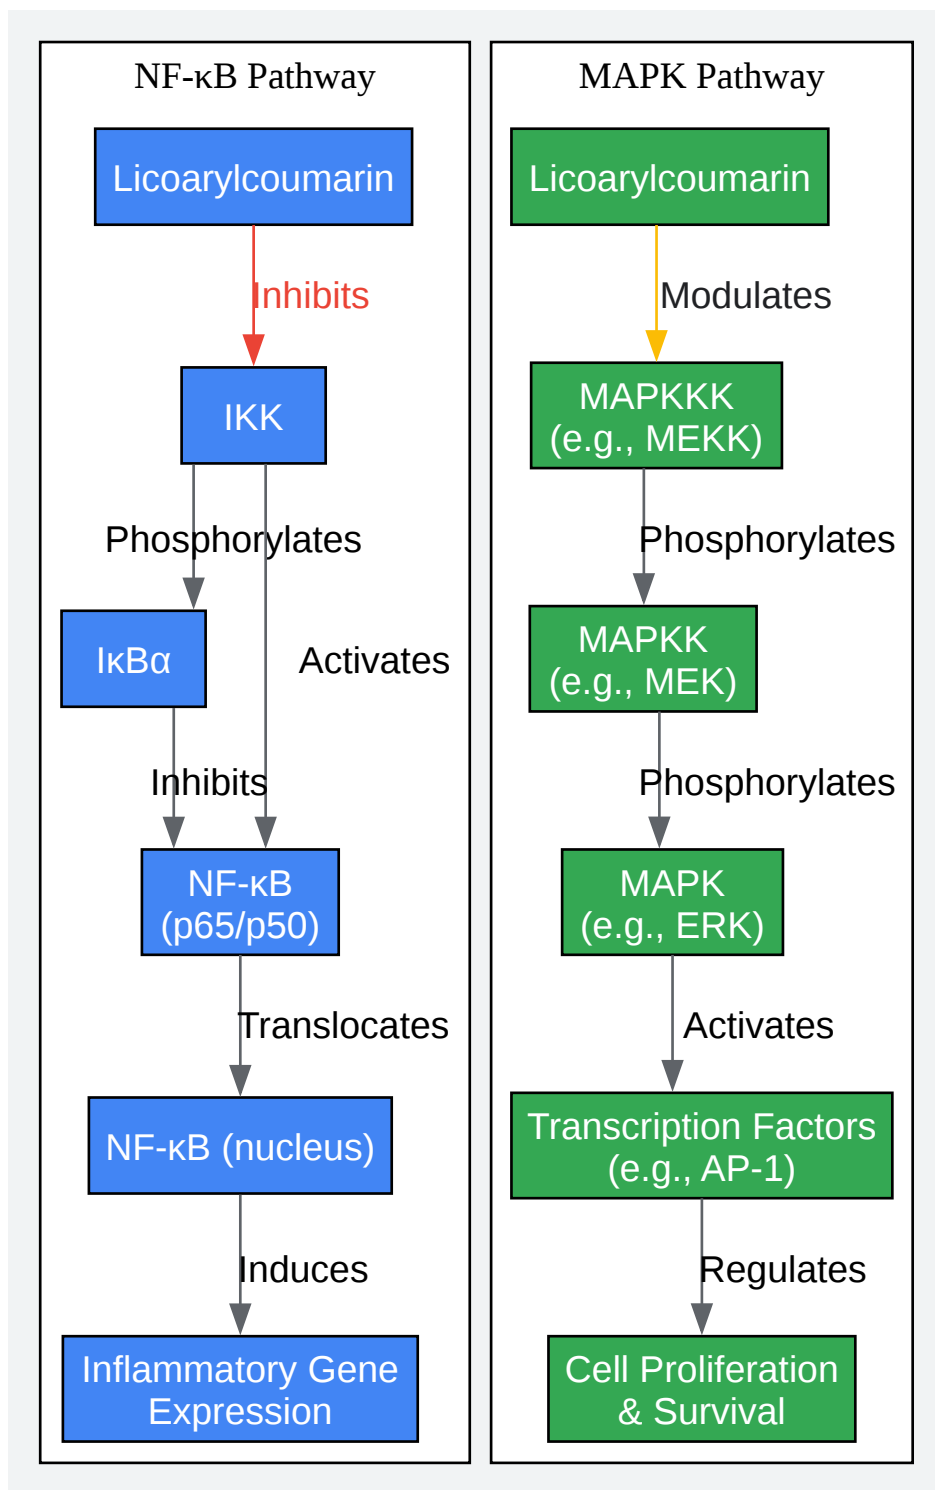 NF-κB Pathway
Licoarylcoumarin
Inhibits
IKK
Phosphorylates
IκBα
Activates
Inhibits
NF-κB
(p65/p50)
Translocates
NF-κB (nucleus)
Induces
Inflammatory Gene
Expression
MAPK Pathway
Licoarylcoumarin
Modulates
MAPKKK
(e.g., MEKK)
Phosphorylates
MAPKK
(e.g., MEK)
Phosphorylates
MAPK
(e.g., ERK)
Activates
Transcription Factors
(e.g., AP-1)
Regulates
Cell Proliferation
& Survival